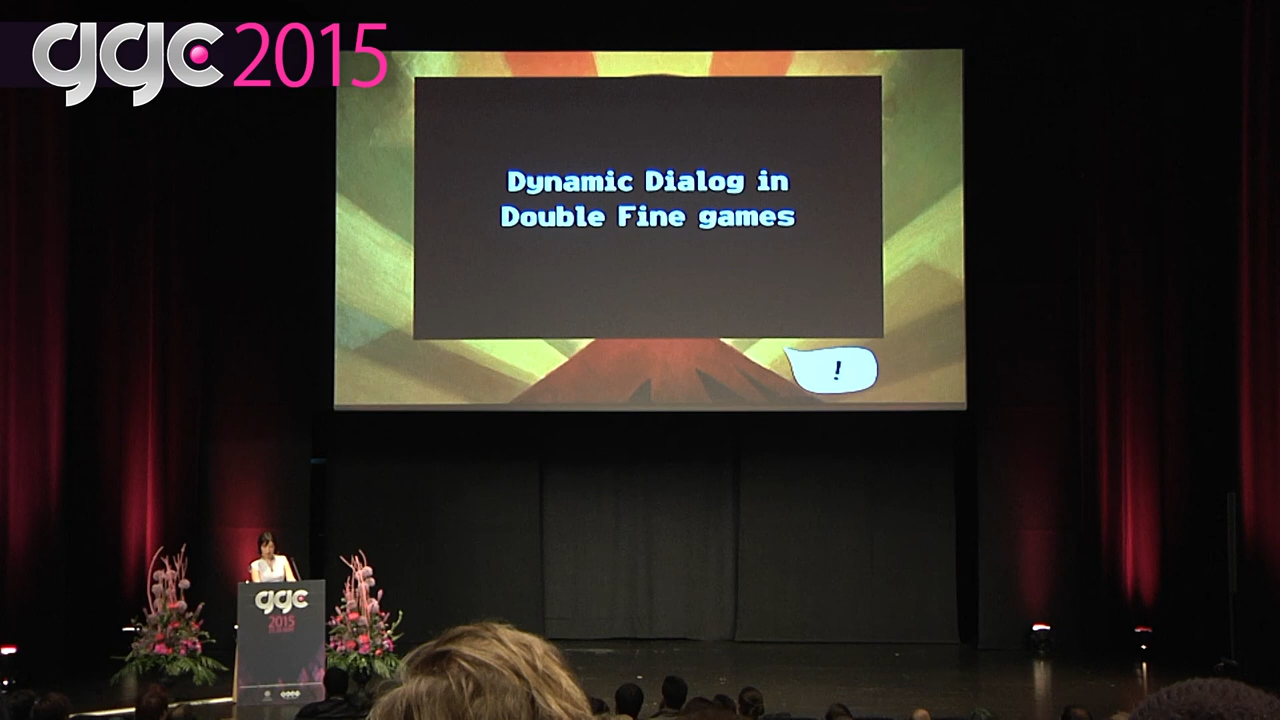 ggc 2015
Dynamic Dialog in
Double Fine games
!
ggc
2015